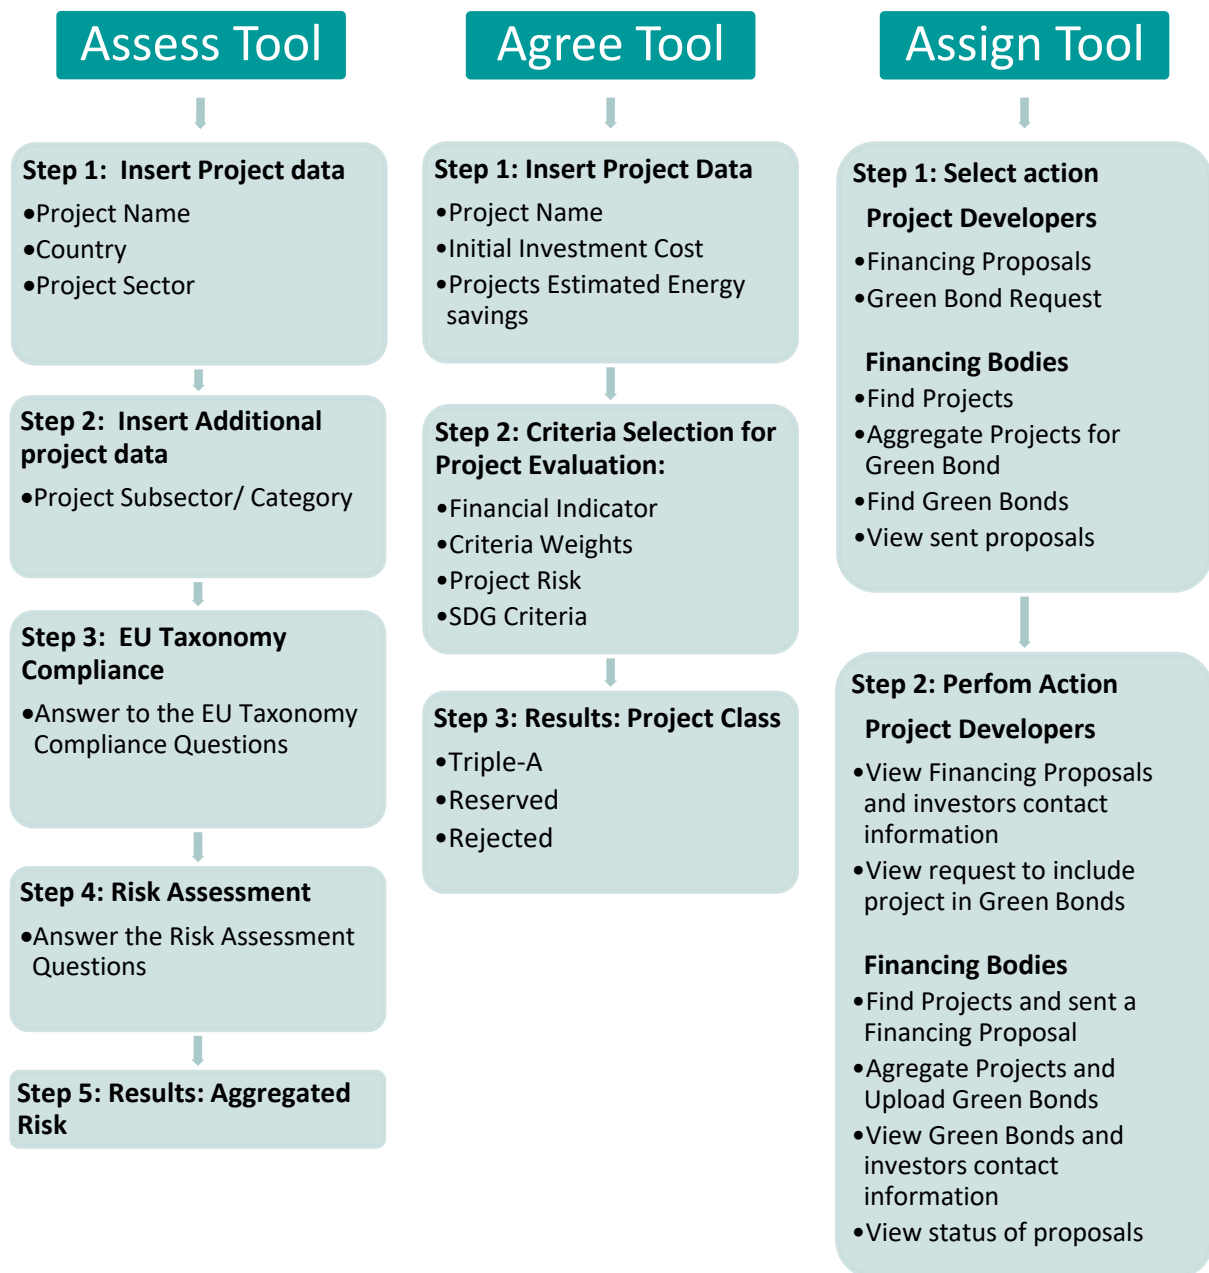 Assess Tool
Step 1:  Insert Project data
•Project Name
•Country
•Project Sector
Step 2:  Insert Additional
project data
•Project Subsector/ Category
Step 3:  EU Taxonomy
Compliance
•Answer to the EU Taxonomy
Compliance Questions
Step 4: Risk Assessment
•Answer the Risk Assessment
Questions
Step 5: Results: Aggregated
Risk
Agree Tool
Step 1: Insert Project Data
•Project Name
•Initial Investment Cost
•Projects Estimated Energy
savings
Step 2: Criteria Selection for
Project Evaluation:
•Financial Indicator
•Criteria Weights
•Project Risk
•SDG Criteria
Step 3: Results: Project Class
•Triple-A
•Reserved
•Rejected
Assign Tool
Step 1: Select action
Project Developers
•Financing Proposals
•Green Bond Request
Financing Bodies
•Find Projects
•Aggregate Projects for
Green Bond
•Find Green Bonds
•View sent proposals
Step 2: Perfom Action
Project Developers
•View Financing Proposals
and investors contact
information
•View request to include
project in Green Bonds
Financing Bodies
•Find Projects and sent a
Financing Proposal
•Agregate Projects and
Upload Green Bonds
•View Green Bonds and
investors contact
information
•View status of proposals